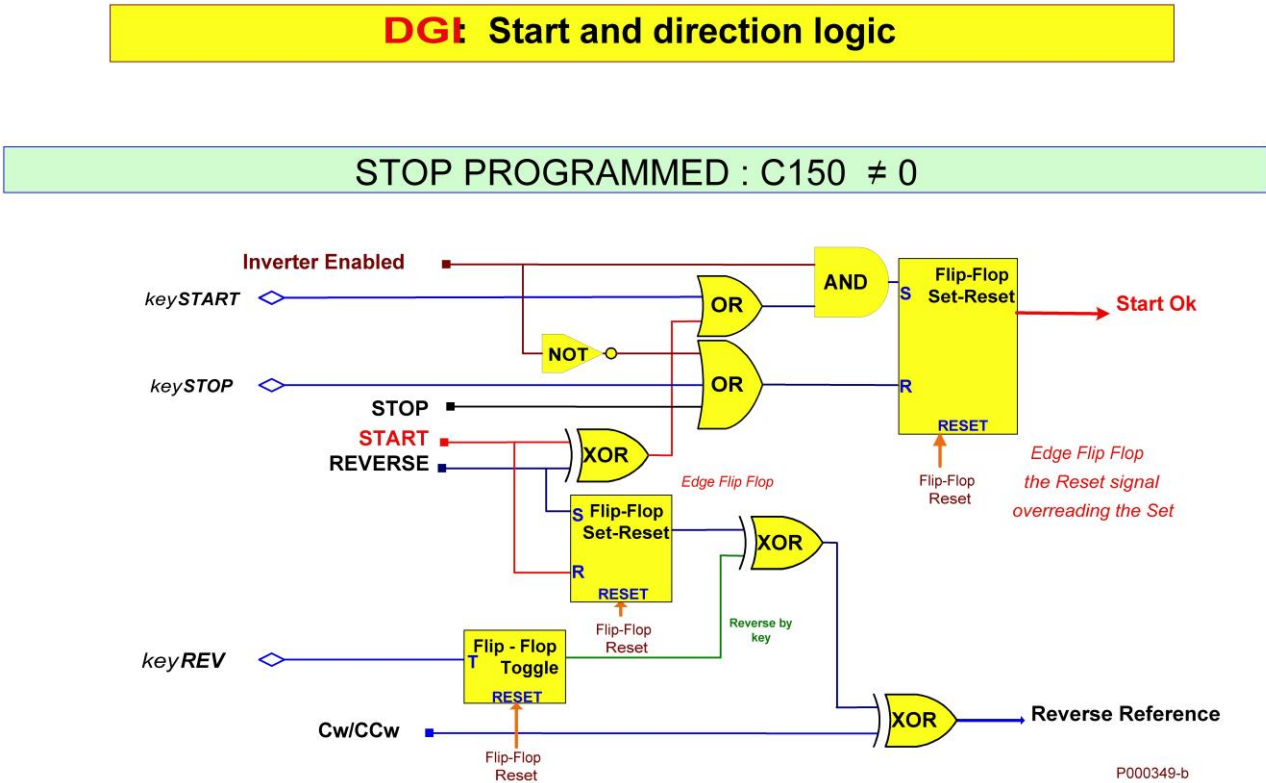 DGI: Start and direction logic
STOP PROGRAMMED : C150 ≠ 0
Inverter Enabled
keySTART
keySTOP
STOP
START
REVERSE
NOT
OR
OR
AND
XOR
Flip-Flop
Set-Reset
S
R
RESET
Start Ok
Flip-Flop
Reset
Edge Flip Flop
the Reset signal
overreading the Set
Edge Flip Flop
Flip-Flop
Set-Reset
S
R
RESET
Flip-Flop
Reset
XOR
Reverse by
key
keyREV
Flip - Flop
Toggle
T
RESET
Flip-Flop
Reset
Cw/CCw
XOR
Reverse Reference
P000349-b